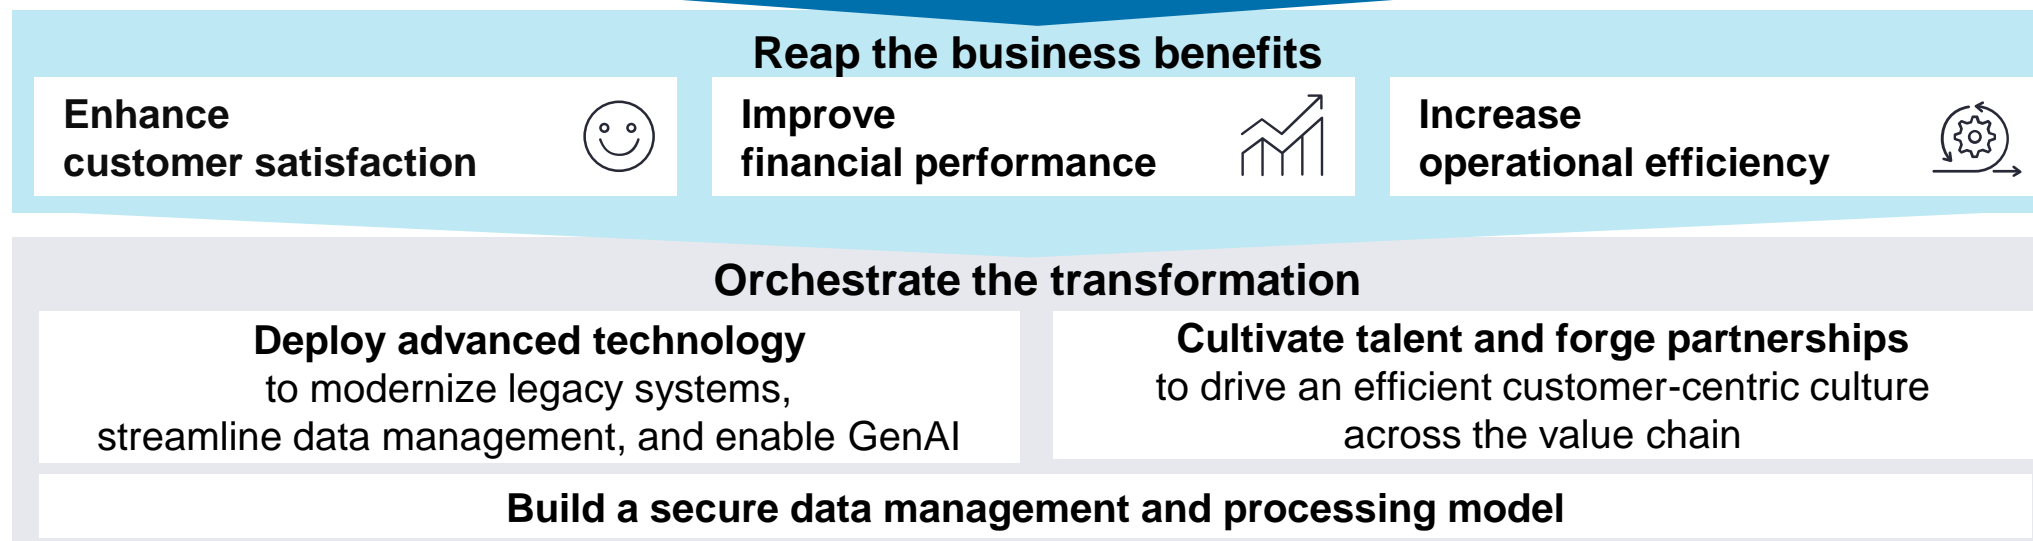 Reap the business benefits
Enhance
customer satisfaction
Improve
financial performance
Increase
operational efficiency
Orchestrate the transformation
Deploy advanced technology
to modernize legacy systems,
streamline data management, and enable GenAI
Cultivate talent and forge partnerships
to drive an efficient customer-centric culture
across the value chain
Build a secure data management and processing model